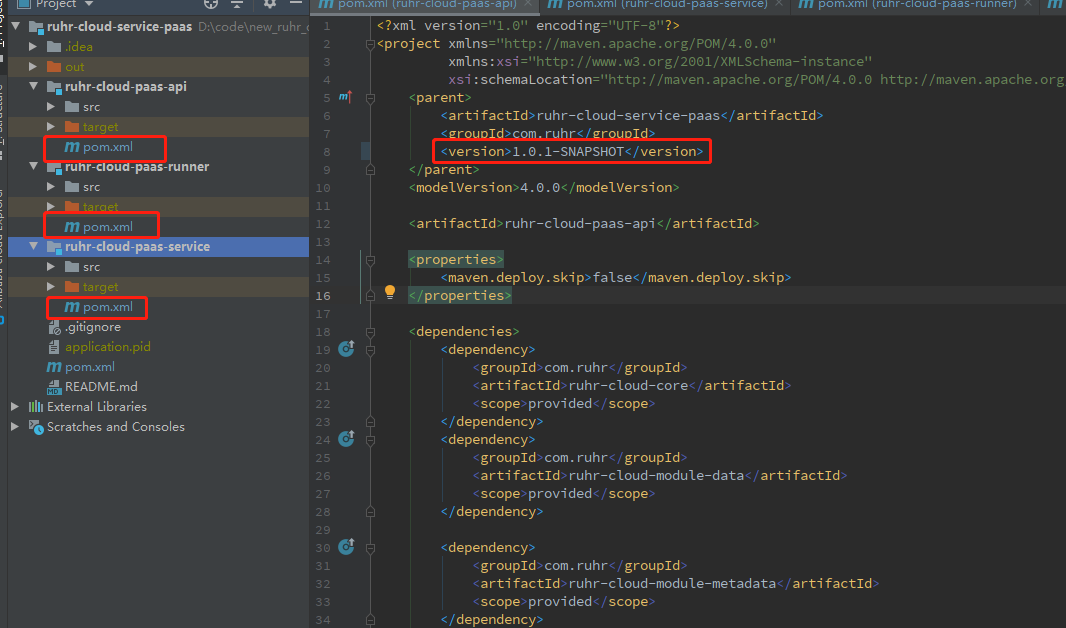 Project
ruhr-cloud-service-paas D:\code\new_ruhr_c
.idea
out
ruhr-cloud-paas-api
src
target
pom.xml
ruhr-cloud-paas-runner
src
target
pom.xml
ruhr-cloud-paas-service
src
target
pom.xml
.gitignore
application.pid
pom.xml
README.md
External Libraries
Scratches and Consoles
pom.xml (ruhr-cloud-paas-api)
pom.xml (ruhr-cloud-paas-service)
pom.xml (ruhr-cloud-paas-runner)
1 <?xml version="1.0" encoding="UTF-8"?>
2 <project xmlns="http://maven.apache.org/POM/4.0.0"
3 xmlns:xsi="http://www.w3.org/2001/XMLSchema-instance"
4 xsi:schemaLocation="http://maven.apache.org/POM/4.0.0 http://maven.apache.org
5 <parent>
6 <artifactId>ruhr-cloud-service-paas</artifactId>
7 <groupId>com.ruhr</groupId>
8 <version>1.0.1-SNAPSHOT</version>
9 </parent>
10 <modelVersion>4.0.0</modelVersion>
11
12 <artifactId>ruhr-cloud-paas-api</artifactId>
13
14 <properties>
15 <maven.deploy.skip>false</maven.deploy.skip>
16 </properties>
17
18 <dependencies>
19 <dependency>
20 <groupId>com.ruhr</groupId>
21 <artifactId>ruhr-cloud-core</artifactId>
22 <scope>provided</scope>
23 </dependency>
24 <dependency>
25 <groupId>com.ruhr</groupId>
26 <artifactId>ruhr-cloud-module-data</artifactId>
27 <scope>provided</scope>
28 </dependency>
29
30 <dependency>
31 <groupId>com.ruhr</groupId>
32 <artifactId>ruhr-cloud-module-metadata</artifactId>
33 <scope>provided</scope>
34 </dependency>